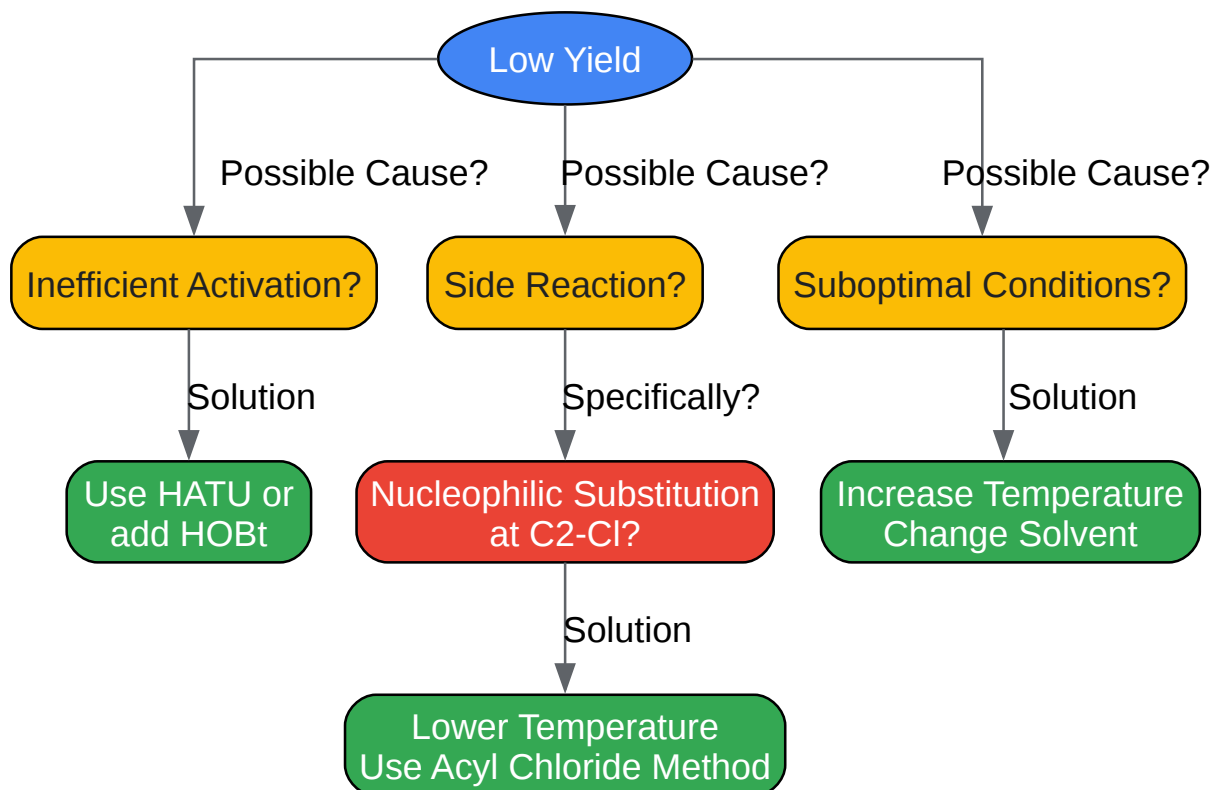 Low Yield
Possible Cause?
Possible Cause?
Possible Cause?
Inefficient Activation?
Side Reaction?
Suboptimal Conditions?
Solution
Specifically?
Solution
Use HATU or
add HOBt
Nucleophilic Substitution
at C2-Cl?
Increase Temperature
Change Solvent
Solution
Lower Temperature
Use Acyl Chloride Method